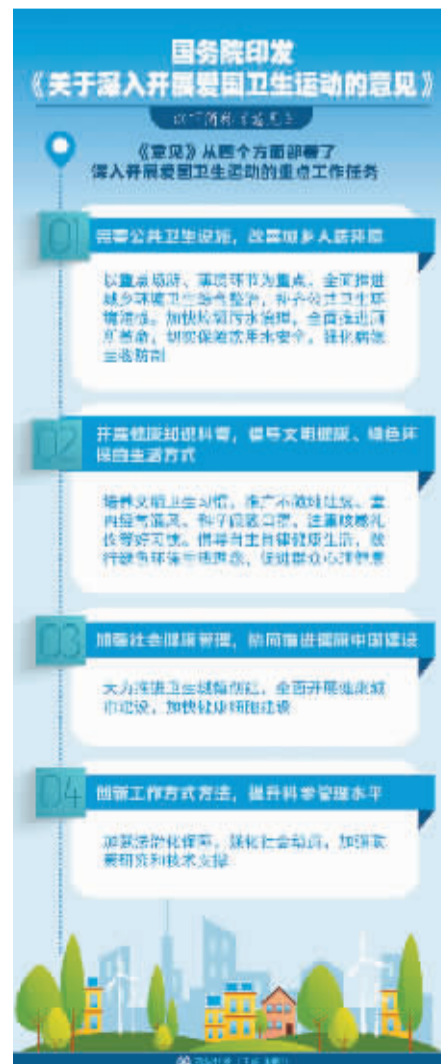 国务院印发
《关于深入开展爱国卫生运动的意见》
《意见》从四个方面部署了
深入开展爱国卫生运动的重点工作任务
01
完善公共卫生设施，改善城乡人居环境
以重点场所、薄弱环节为重点，全面推进
城乡环境卫生综合整治，补齐公共卫生环
境短板。加快垃圾污水治理，全面推进厕
所革命，切实保障饮用水安全，强化病媒
生物防制
02
开展健康知识科普，倡导文明健康、绿色环
保的生活方式
培养文明卫生习惯，推广不随地吐痰、室
内经常通风、科学佩戴口罩、注重咳嗽礼
仪等好习惯。倡导自主自律健康生活，践
行绿色环保生活理念，促进群众心理健康
03
加强社会健康管理，协同推进健康中国建设
大力推进卫生城镇创建，全面开展健康城
市建设，加快健康细胞建设
04
创新工作方式方法，提升科学管理水平
加强法治化保障，强化社会动员，加强政
策研究和技术支撑